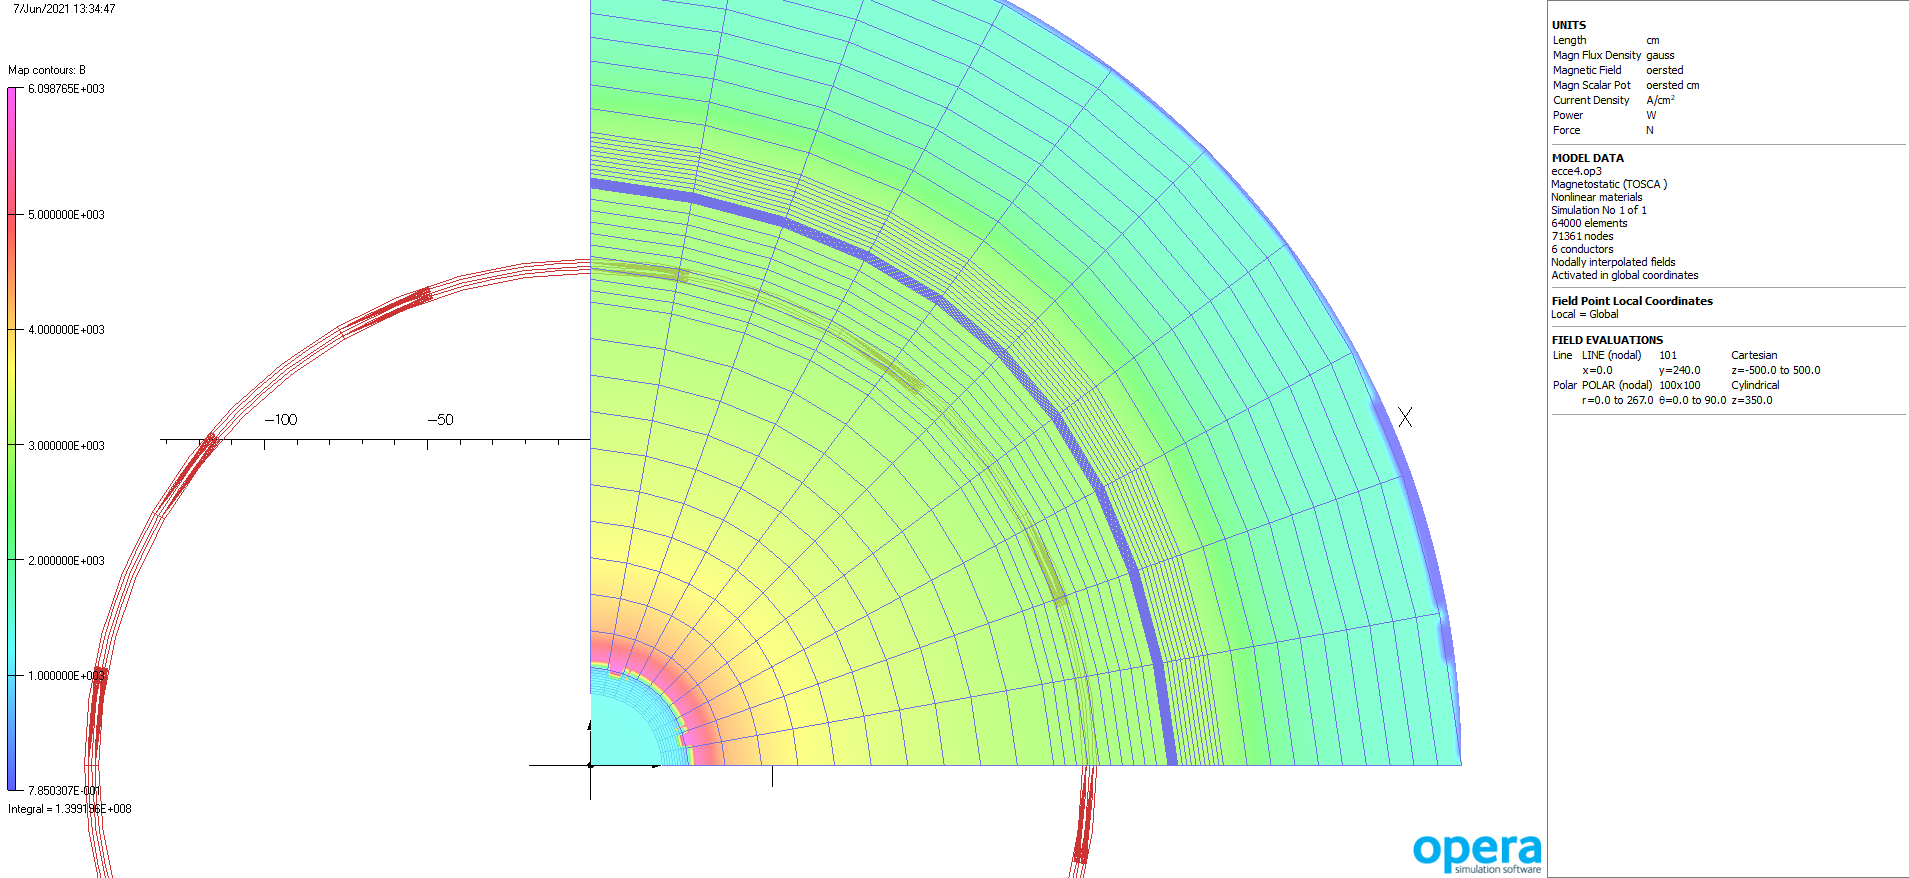 7/Jun/2021 13:34:47
Map contours: B
6.098765E+003
5.000000E+003
4.000000E+003
3.000000E+003
2.000000E+003
1.000000E+003
7.850307E-001
Integral = 1.399196E+008
-100
-50
X
UNITS
Length cm
Magn Flux Density gauss
Magnetic Field oersted
Magn Scalar Pot oersted cm
Current Density A/cm²
Power W
Force N
MODEL DATA
ecce4.op3
Magnetostatic (TOSCA )
Nonlinear materials
Simulation No 1 of 1
64000 elements
71361 nodes
6 conductors
Nodally interpolated fields
Activated in global coordinates
Field Point Local Coordinates
Local = Global
FIELD EVALUATIONS
Line LINE (nodal) 101 Cartesian
x=0.0 y=240.0 z=-500.0 to 500.0
Polar POLAR (nodal) 100x100 Cylindrical
r=0.0 to 267.0 θ=0.0 to 90.0 z=350.0
opera
simulation software